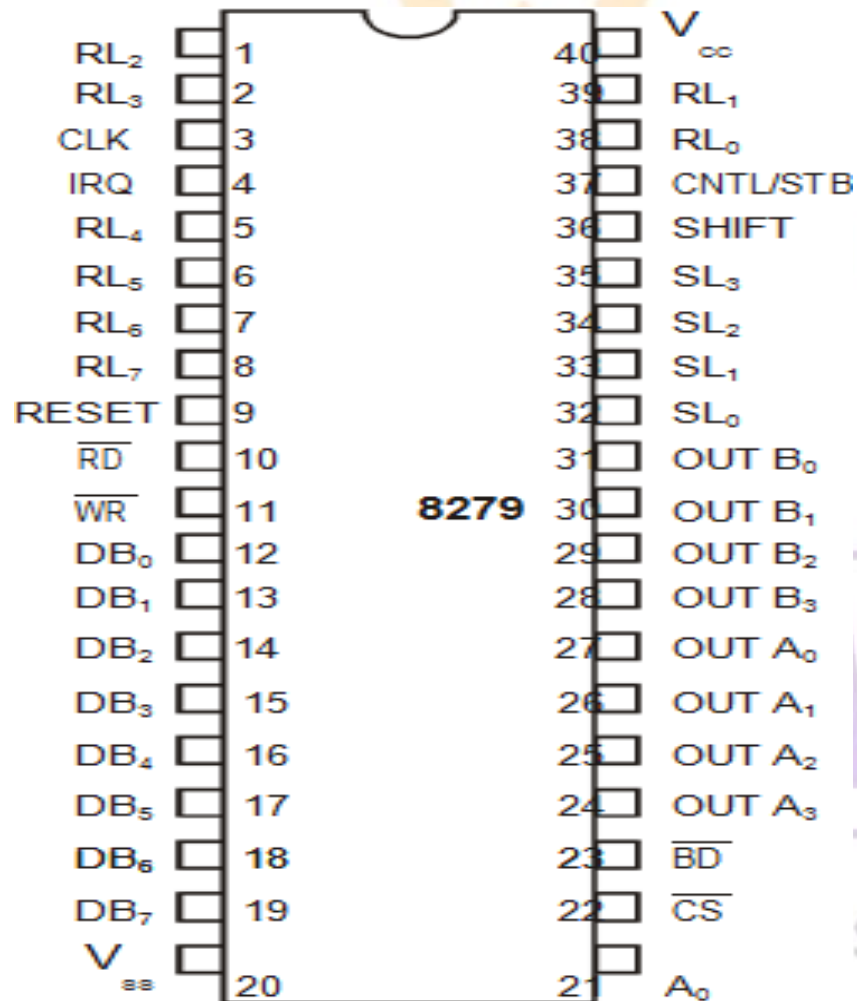 RL₂ 1 40 Vcc
RL₃ 2 39 RL₁
CLK 3 38 RL₀
IRQ 4 37 CNTL/STB
RL₄ 5 36 SHIFT
RL₅ 6 35 SL₃
RL₆ 7 34 SL₂
RL₇ 8 33 SL₁
RESET 9 32 SL₀
R̅D̅ 10 31 OUT B₀
W̅R̅ 11 8279 30 OUT B₁
DB₀ 12 29 OUT B₂
DB₁ 13 28 OUT B₃
DB₂ 14 27 OUT A₀
DB₃ 15 26 OUT A₁
DB₄ 16 25 OUT A₂
DB₅ 17 24 OUT A₃
DB₆ 18 23 B̅D̅
DB₇ 19 22 C̅S̅
Vss 20 21 A₀